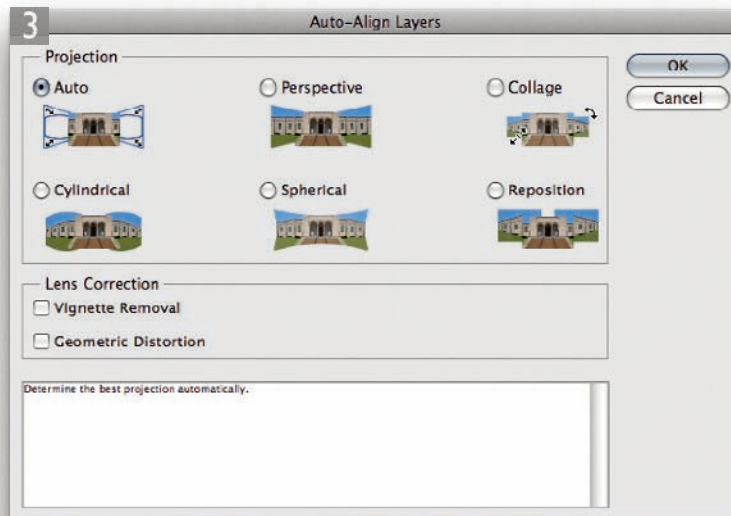 3
Auto-Align Layers
Projection
Auto
Perspective
Collage
Cylindrical
Spherical
Reposition
OK
Cancel
Lens Correction
Vignette Removal
Geometric Distortion
Determine the best projection automatically.